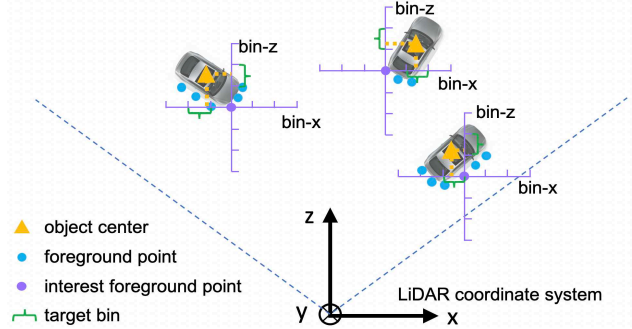 bin-z
bin-z
bin-x
bin-z
bin-x
bin-x
z
object center
foreground point
interest foreground point
target bin
y
x
LiDAR coordinate system